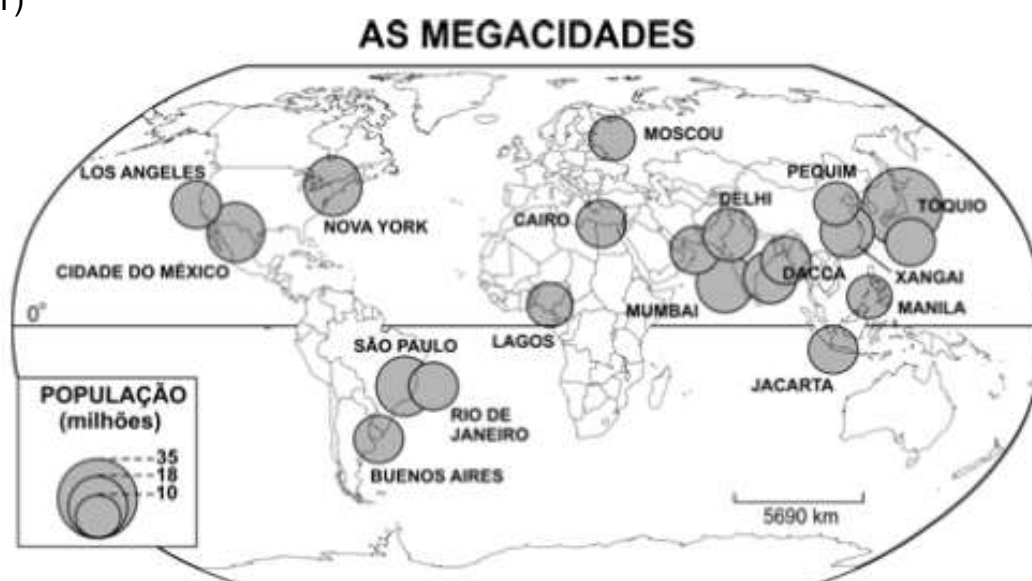 1)
AS MEGACIDADES
MOSCOU
LOS ANGELES
PEQUIM
DELHI
CAIRO
TÓQUIO
NOVA YORK
CIDADE DO MÉXICO
DACCA
XANGAI
MUMBAI
MANILA
0°
LAGOS
SÃO PAULO
JACARTA
RIO DE
JANEIRO
BUENOS AIRES
POPULAÇÃO
(milhões)
35
18
10
5690 km